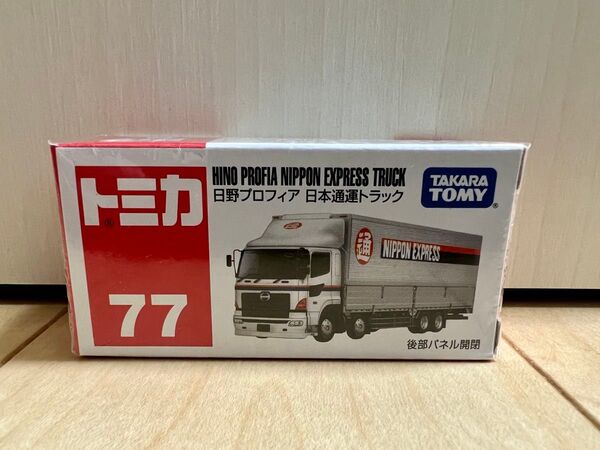 トミカ
77
HINO PROFIA NIPPON EXPRESS TRUCK
日野プロフィア 日本通運トラック
TAKARA
TOMY
通
NIPPON EXPRESS
後部パネル開閉